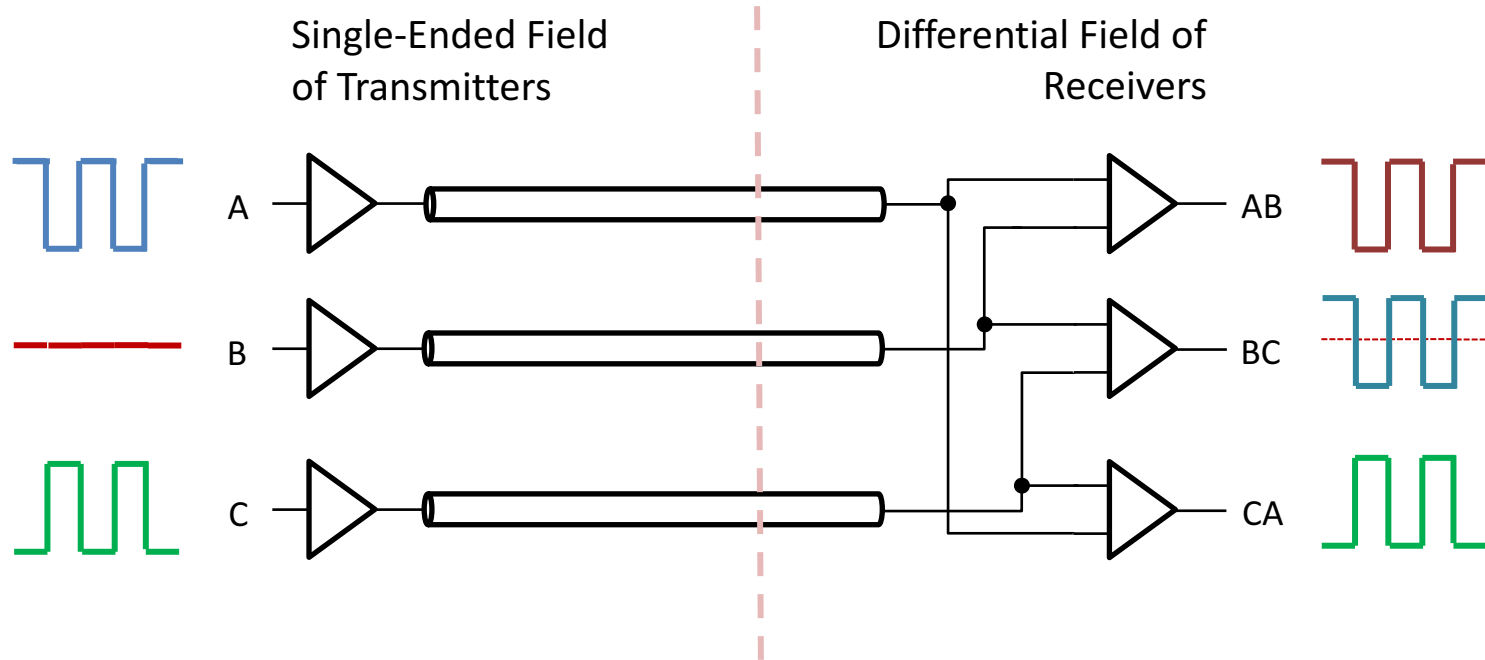 Single-Ended Field
of Transmitters
Differential Field of
Receivers
A
AB
B
BC
C
CA